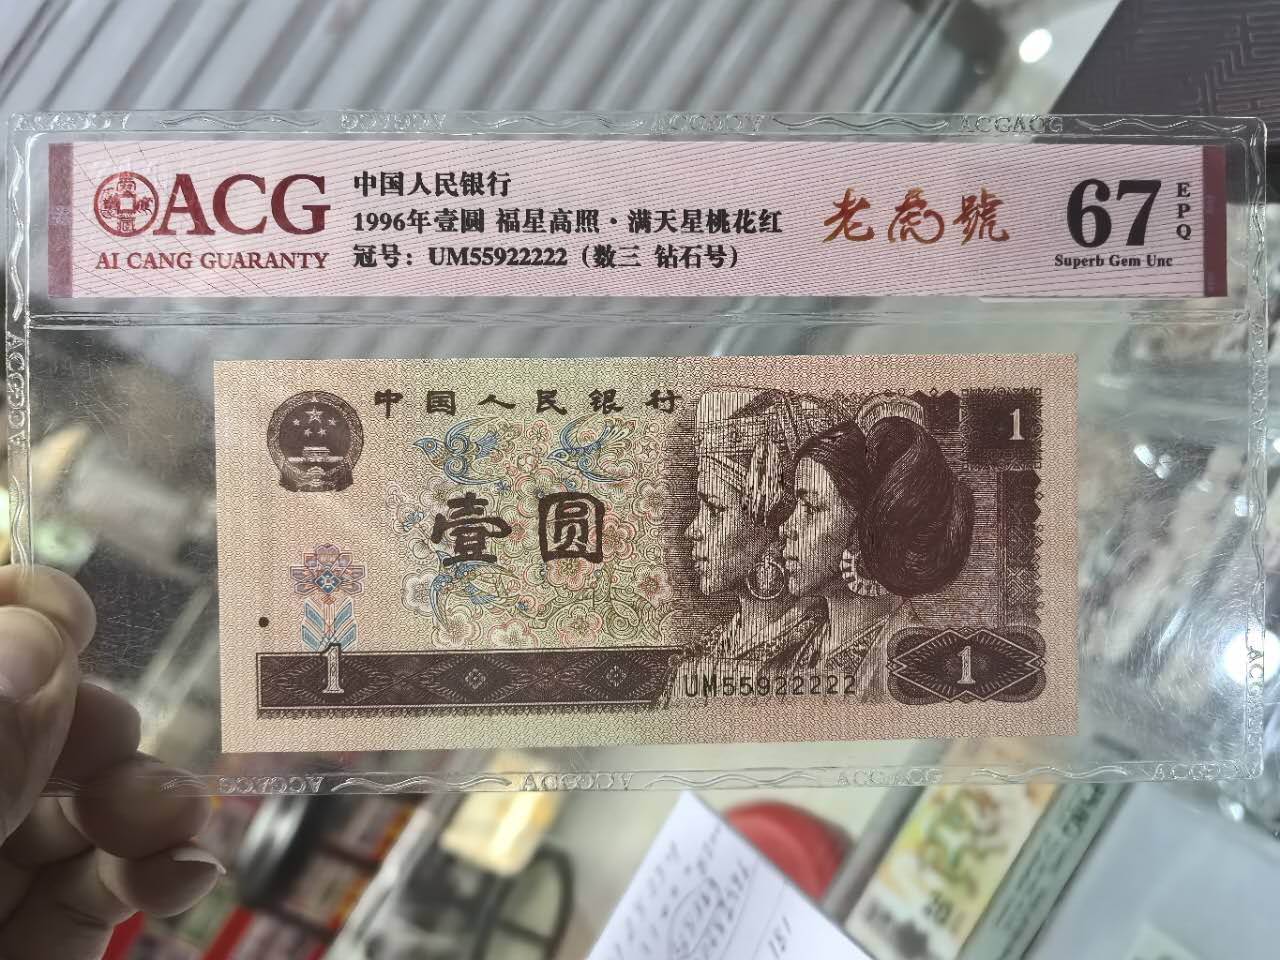 ACG
AI CANG GUARANTY
中国人民银行
1996年壹圆 福星高照·满天星桃花红
冠号：UM55922222（数三 钻石号）
老虎號
67
EPQ
Superb Gem Unc
中国人民银行
1
壹圆
1
UM55922222
1
181